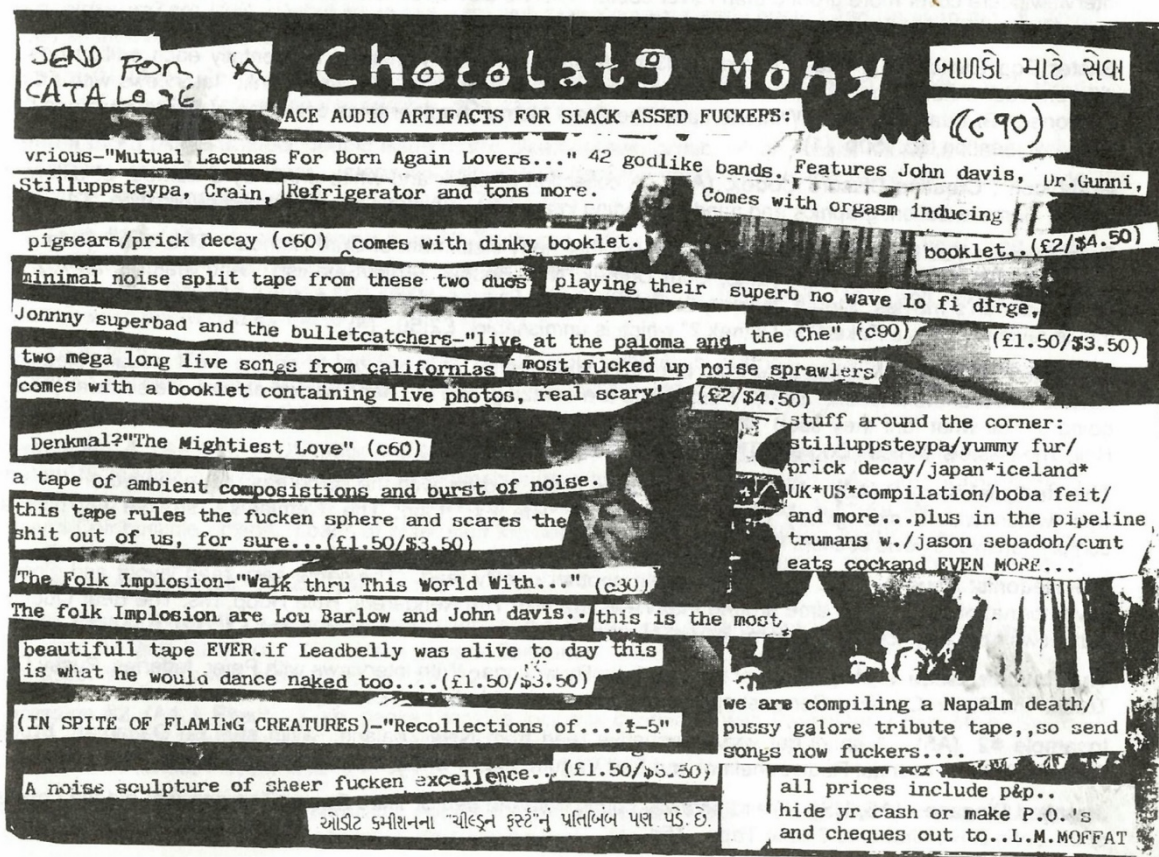 SEND FOR A
CATALOGE
Chocolate Monk
બાળકો માટે સેવા
ACE AUDIO ARTIFACTS FOR SLACK ASSED FUCKERS:
(c90)
vrious-"Mutual Lacunas For Born Again Lovers..." 42 godlike bands. Features John davis, Dr.Gunni,
Stilluppsteypa, Crain, Refrigerator and tons more. Comes with orgasm inducing
booklet..(£2/$4.50)
pigsears/prick decay (c60) comes with dinky booklet.
minimal noise split tape from these two duos playing their superb no wave lo fi dirge,
(£1.50/$3.50)
Jonnny superbad and the bulletcatchers-"live at the paloma and the Che" (c90)
two mega long live songs from californias most fucked up noise sprawlers
comes with a booklet containing live photos, real scary! (£2/$4.50)
Denkmal?"The Mightiest Love" (c60)
a tape of ambient composistions and burst of noise.
this tape rules the fucken sphere and scares the
shit out of us, for sure...(£1.50/$3.50)
The Folk Implosion-"Walk thru This World With..." (c30)
The folk Implosion are Lou Barlow and John davis.. this is the most
beautifull tape EVER.if Leadbelly was alive to day this
is what he would dance naked too....(£1.50/$3.50)
(IN SPITE OF FLAMING CREATURES)-"Recollections of....1-5"
A noise sculpture of sheer fucken excellence.. (£1.50/$3.50)
ઓડીટ કમીશનના "ચીલ્ડ્રન ફર્સ્ટ"નું પ્રતિબિંબ પણ પડે છે.
stuff around the corner:
stilluppsteypa/yummy fur/
prick decay/japan*iceland*
UK*US*compilation/boba feit/
and more...plus in the pipeline
trumans w./jason sebadoh/cunt
eats cockand EVEN MORE...
we are compiling a Napalm death/
pussy galore tribute tape,,so send
songs now fuckers....
all prices include p&p..
hide yr cash or make P.O."s
and cheques out to..L.M.MOFFAT